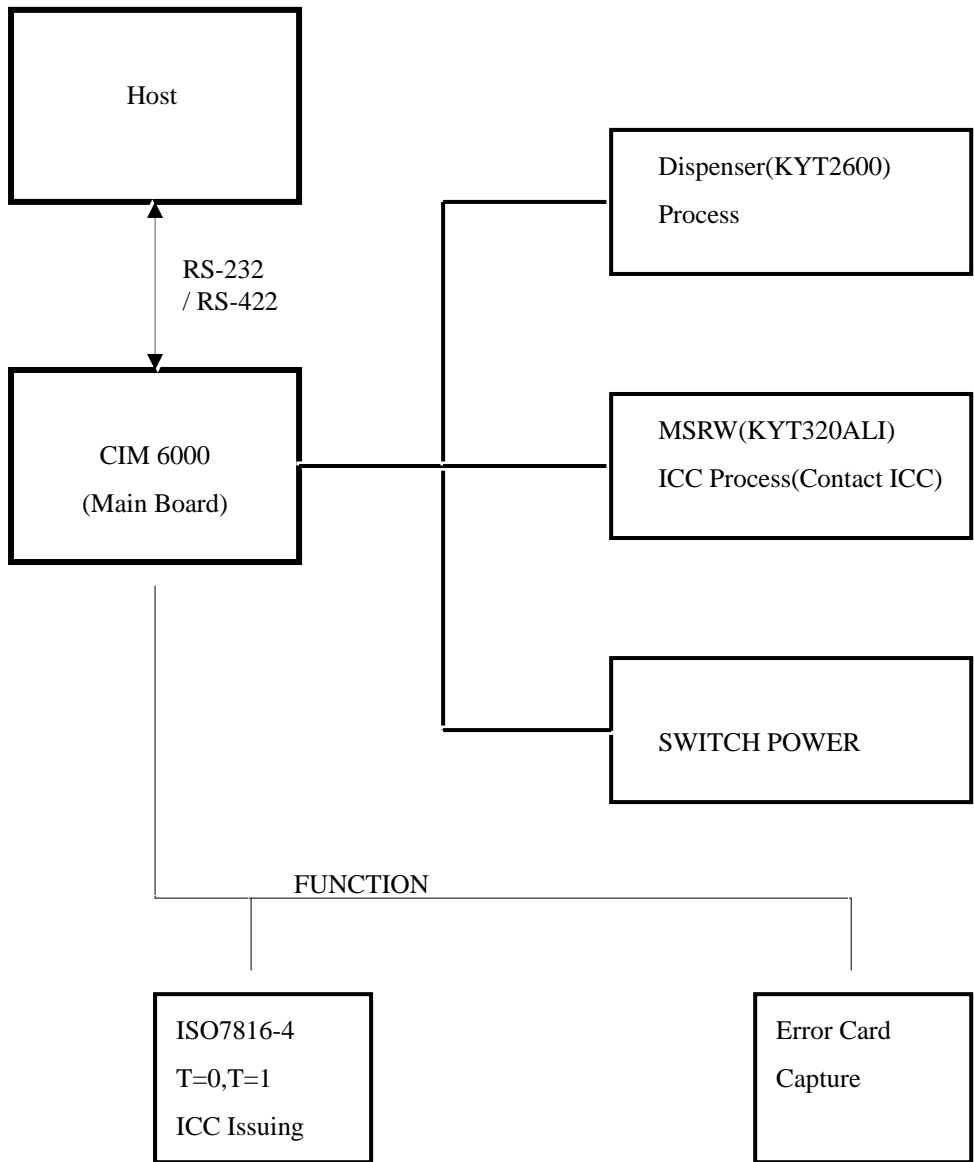 Host
RS-232
/ RS-422
CIM 6000
(Main Board)
Dispenser(KYT2600)
Process
MSRW(KYT320ALI)
ICC Process(Contact ICC)
SWITCH POWER
FUNCTION
ISO7816-4
T=0,T=1
ICC Issuing
Error Card
Capture